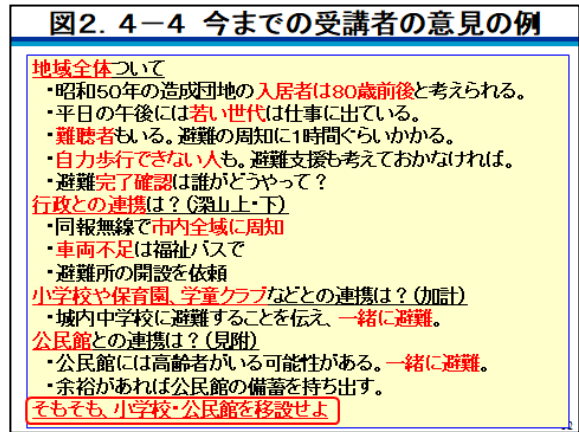 図2.4－4 今までの受講者の意見の例
地域全体ついて
・昭和50年の造成団地の入居者は80歳前後と考えられる。
・平日の午後には若い世代は仕事に出ている。
・難聴者もいる。避難の周知に1時間ぐらいかかる。
・自力歩行できない人も。避難支援も考えておかなければ。
・避難完了確認は誰がどうやって？
行政との連携は？(深山上・下)
・同報無線で市内全域に周知
・車両不足は福祉バスで
・避難所の開設を依頼
小学校や保育園、学童クラブなどとの連携は？(加計)
・城内中学校に避難することを伝え、一緒に避難。
公民館との連携は？(見附)
・公民館には高齢者がいる可能性がある。一緒に避難。
・余裕があれば公民館の備蓄を持ち出す。
そもそも、小学校・公民館を移設せよ